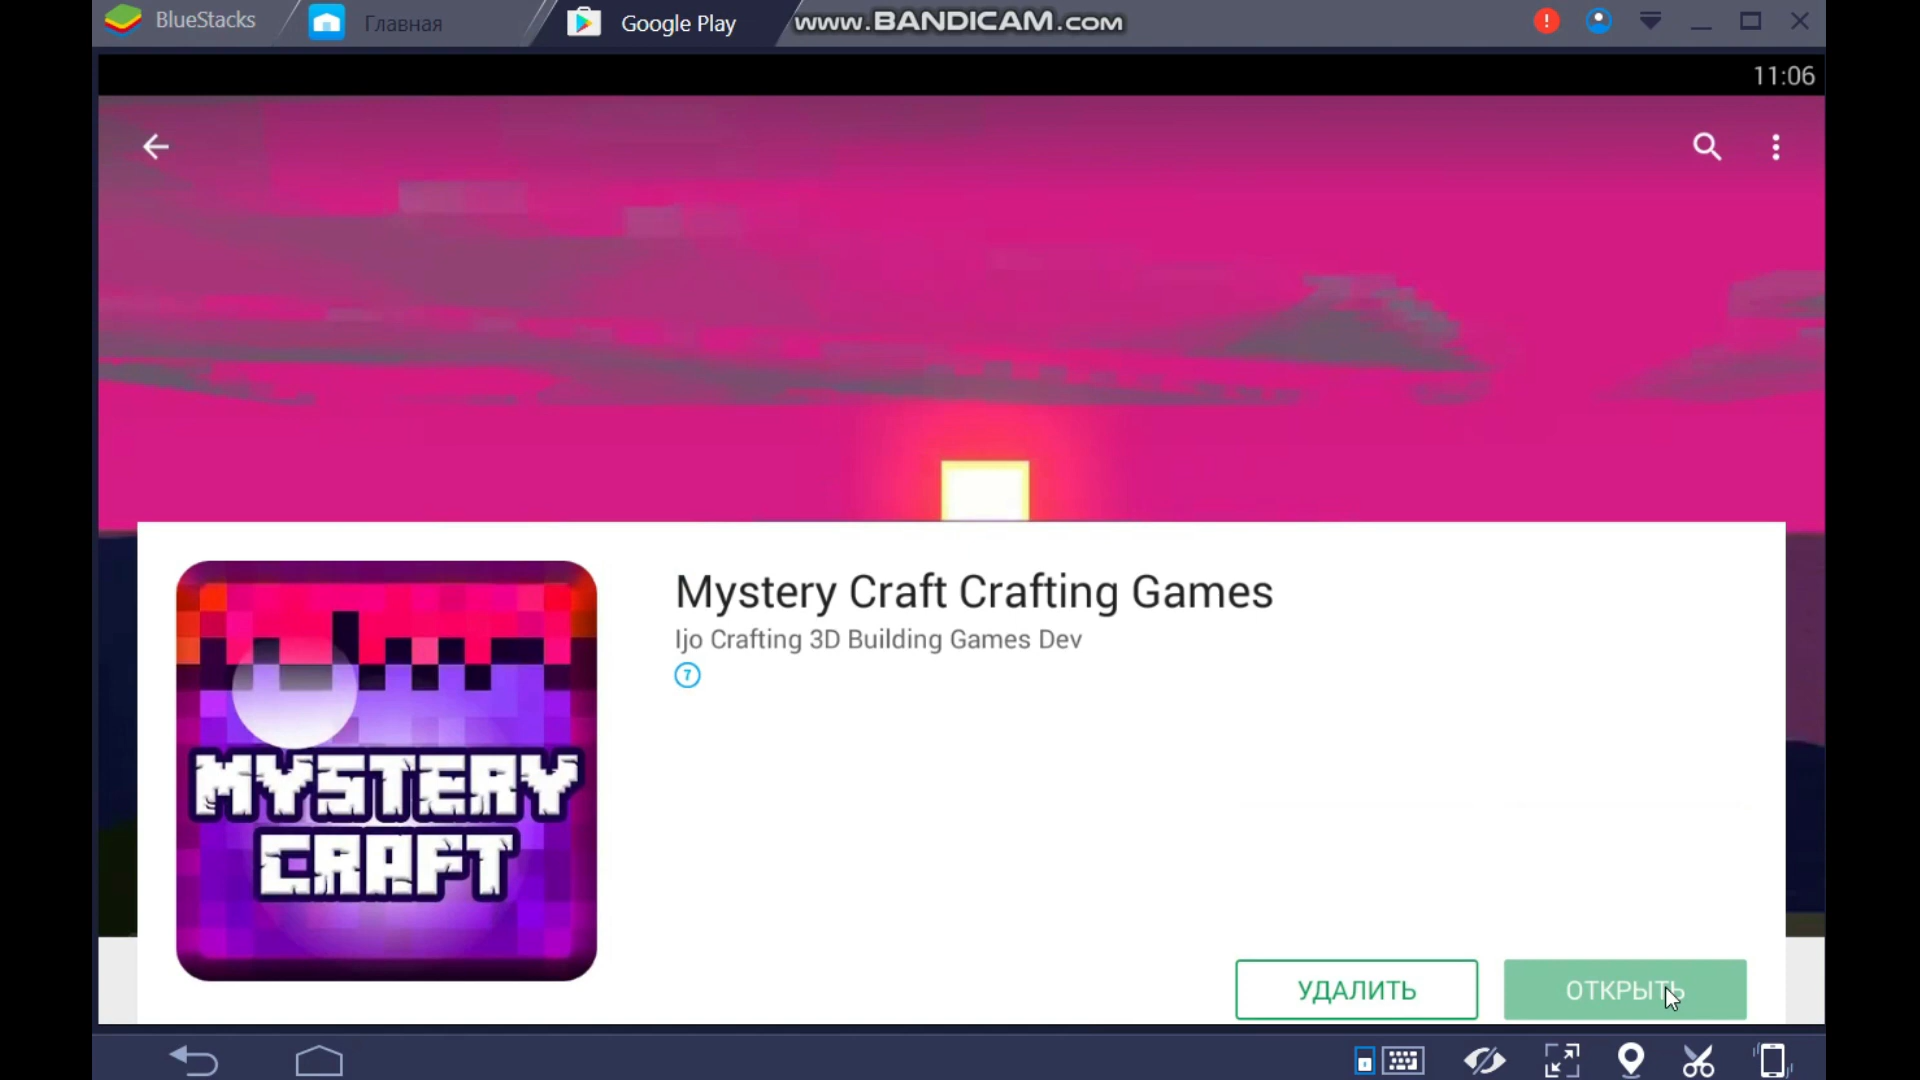 BlueStacks
Главная
Google Play
www.BANDICAM.com
11:06
Mystery Craft Crafting Games
Ijo Crafting 3D Building Games Dev
7
MYSTERY
CRAFT
УДАЛИТЬ
ОТКРЫТЬ